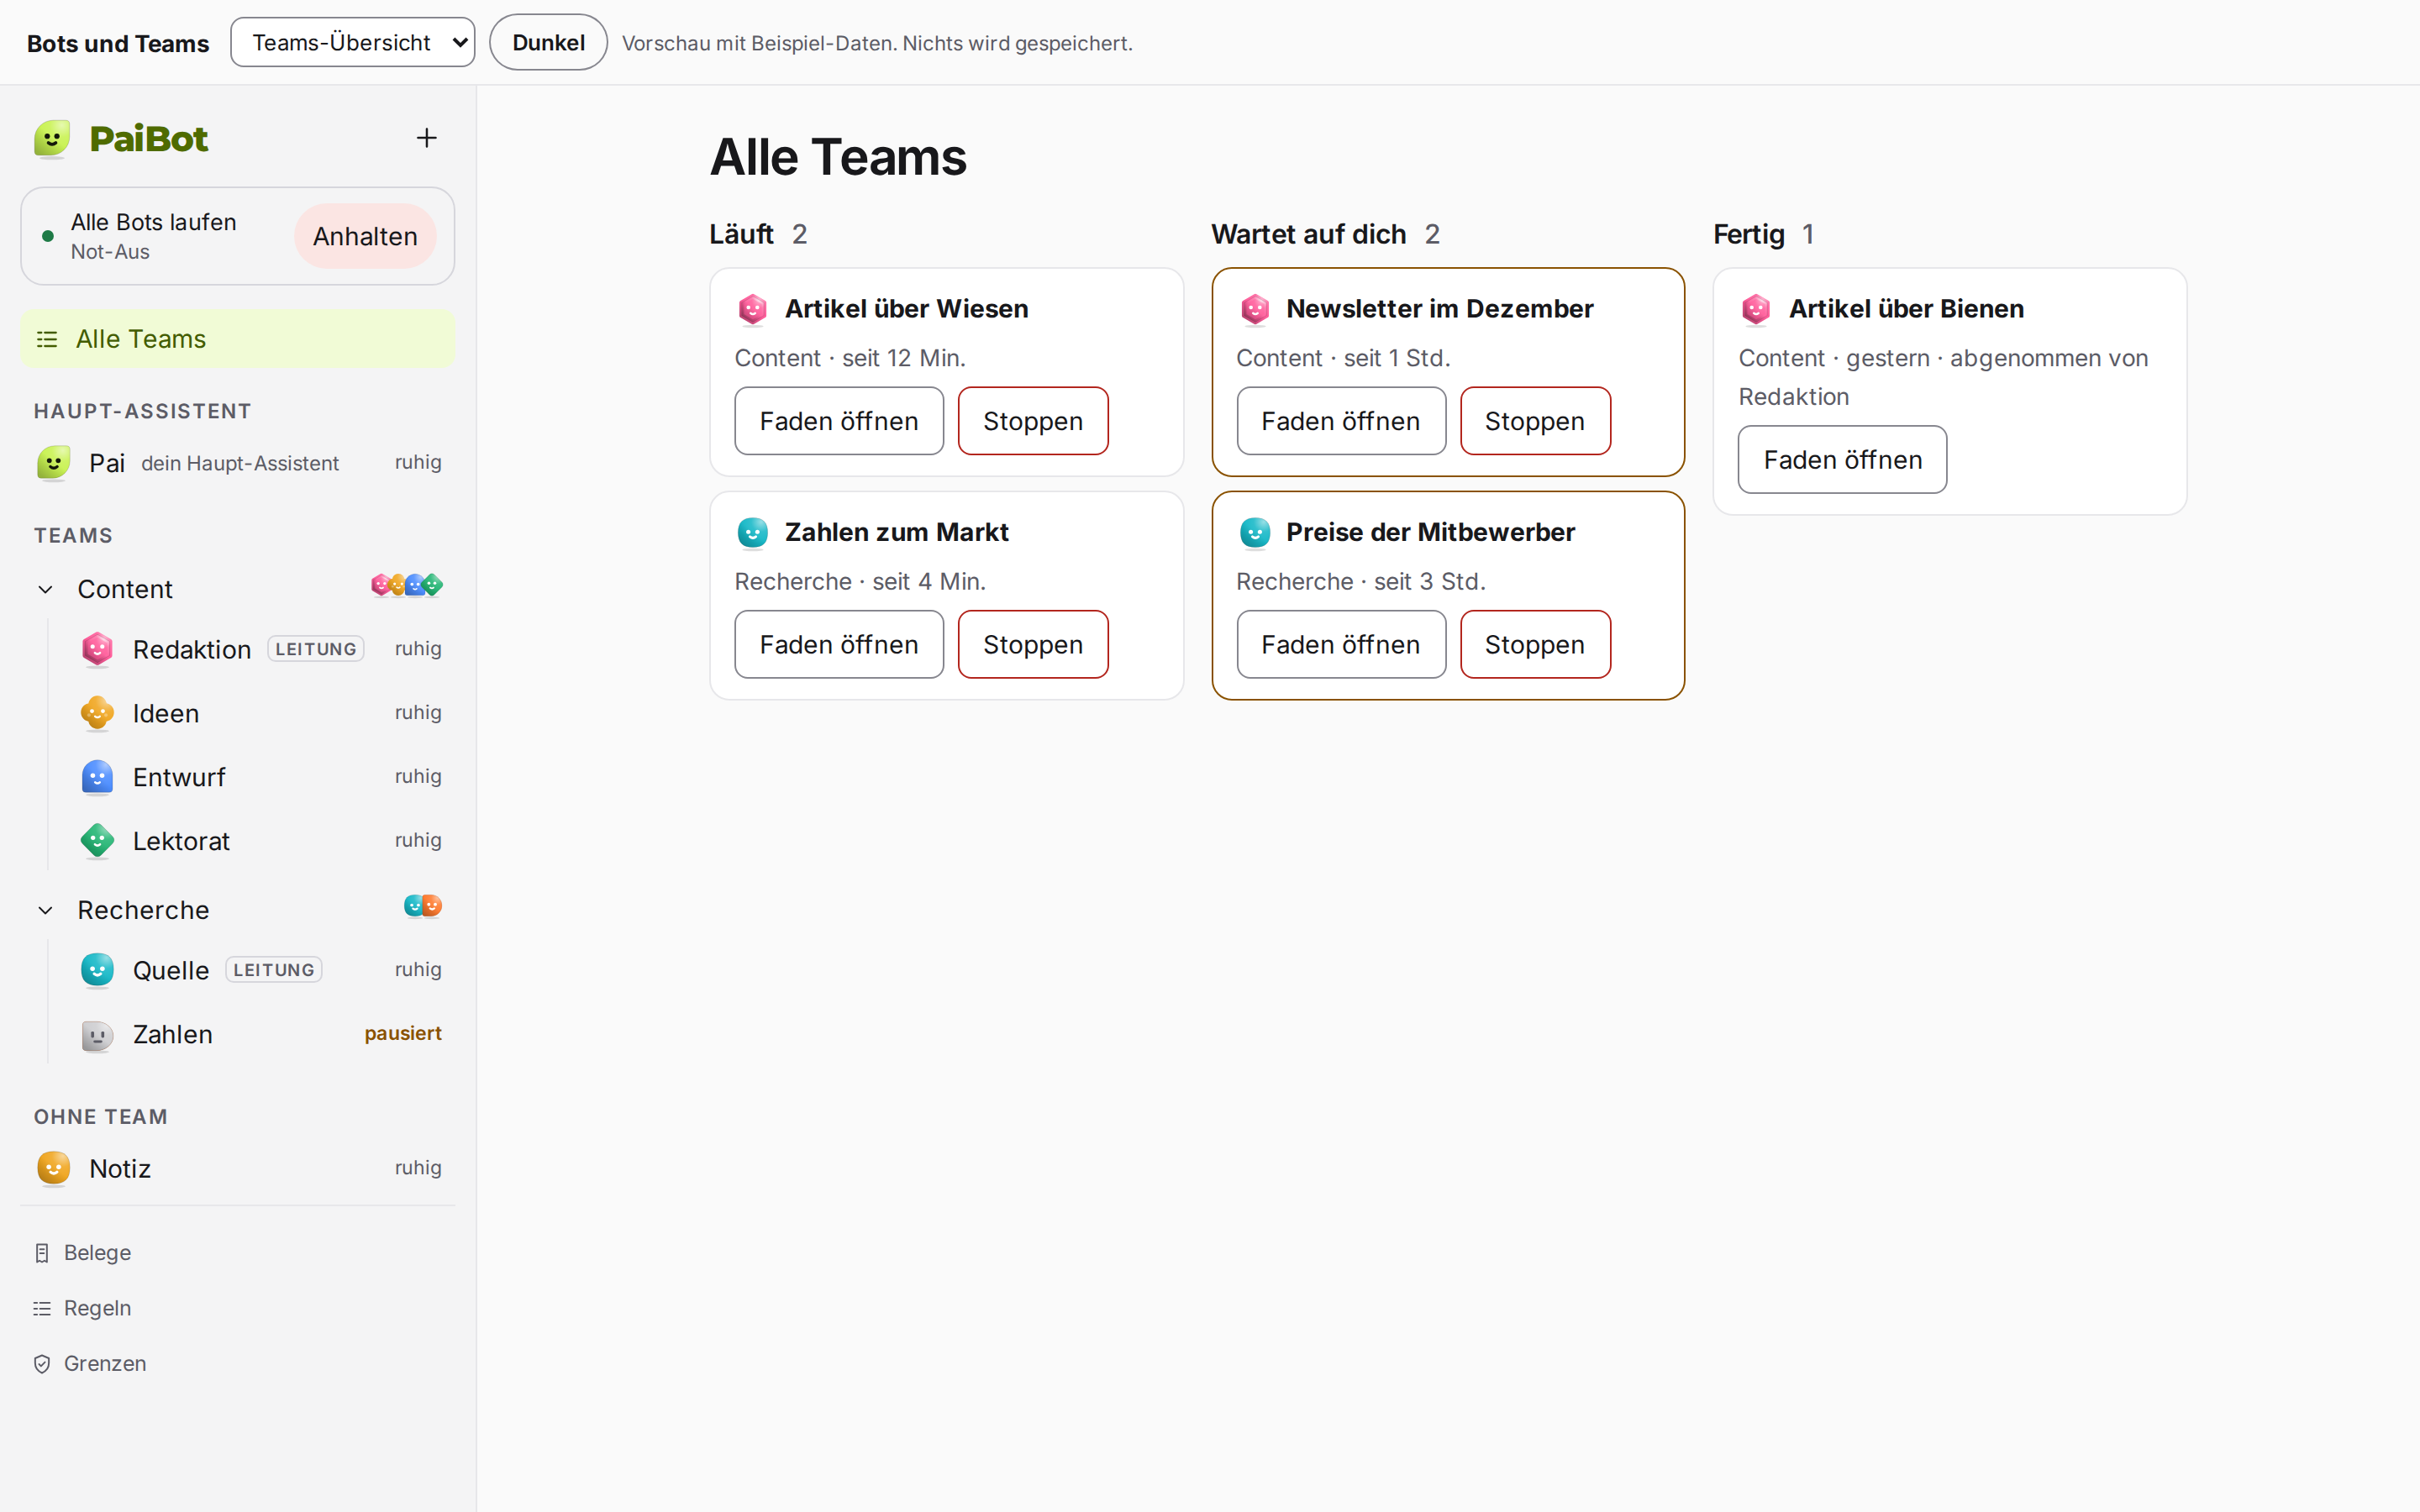 Bots und Teams
Teams-Übersicht
Dunkel
Vorschau mit Beispiel-Daten. Nichts wird gespeichert.
PaiBot
Alle Bots laufen
Not-Aus
Anhalten
Alle Teams
HAUPT-ASSISTENT
Pai dein Haupt-Assistent ruhig
TEAMS
Content
Redaktion LEITUNG ruhig
Ideen ruhig
Entwurf ruhig
Lektorat ruhig
Recherche
Quelle LEITUNG ruhig
Zahlen pausiert
OHNE TEAM
Notiz ruhig
Belege
Regeln
Grenzen
Alle Teams
Läuft 2
Artikel über Wiesen
Content · seit 12 Min.
Faden öffnen Stoppen
Zahlen zum Markt
Recherche · seit 4 Min.
Faden öffnen Stoppen
Wartet auf dich 2
Newsletter im Dezember
Content · seit 1 Std.
Faden öffnen Stoppen
Preise der Mitbewerber
Recherche · seit 3 Std.
Faden öffnen Stoppen
Fertig 1
Artikel über Bienen
Content · gestern · abgenommen von
Redaktion
Faden öffnen